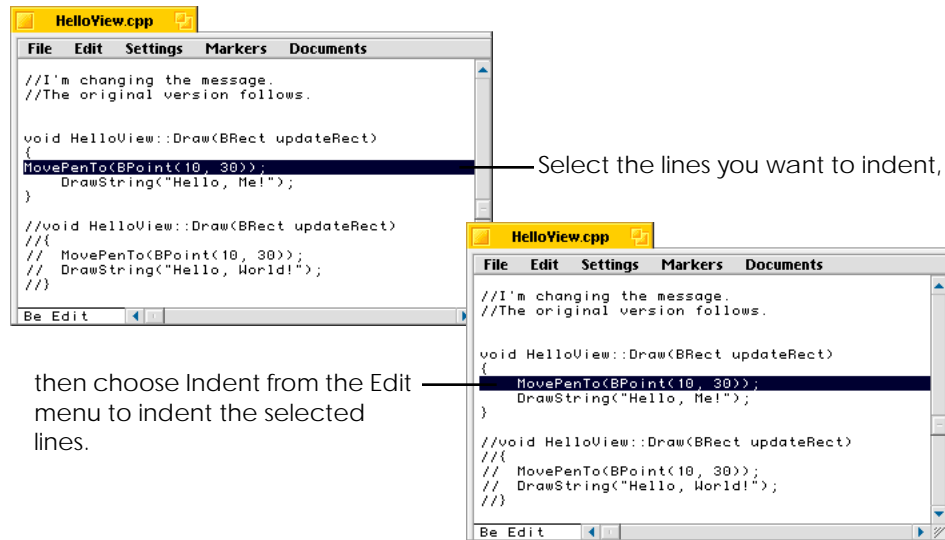 HelloView.cpp
File Edit Settings Markers Documents
//I'm changing the message.
//The original version follows.
void HelloView::Draw(BRect updateRect)
{
MovePenTo(BPoint(10, 30));
DrawString("Hello, Me!");
}
//void HelloView::Draw(BRect updateRect)
//{
// MovePenTo(BPoint(10, 30));
// DrawString("Hello, World!");
//}
Be Edit
Select the lines you want to indent,
HelloView.cpp
File Edit Settings Markers Documents
//I'm changing the message.
//The original version follows.
void HelloView::Draw(BRect updateRect)
{
MovePenTo(BPoint(10, 30));
DrawString("Hello, Me!");
}
//void HelloView::Draw(BRect updateRect)
//{
// MovePenTo(BPoint(10, 30));
// DrawString("Hello, World!");
//}
Be Edit
then choose Indent from the Edit
menu to indent the selected
lines.